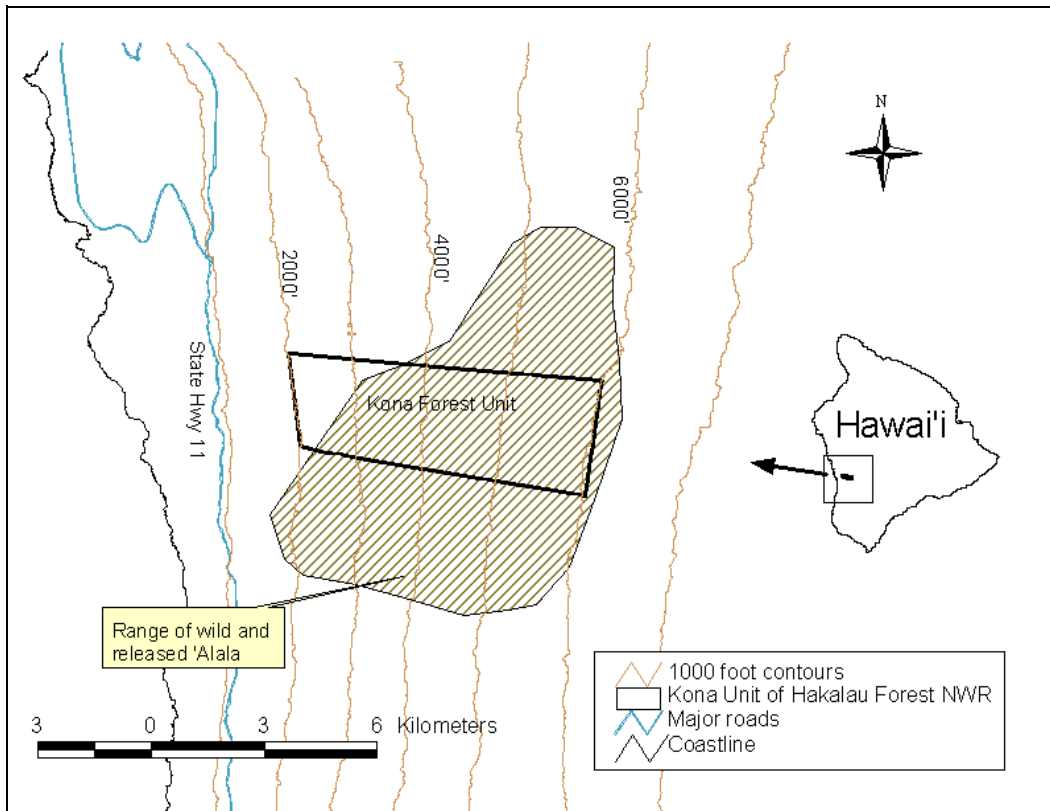 N
6000'
4000'
2000'
State Hwy 11
Kona Forest Unit
Hawai'i
Range of wild and
released 'Alala
1000 foot contours
Kona Unit of Hakalau Forest NWR
Major roads
Coastline
3 0 3 6 Kilometers